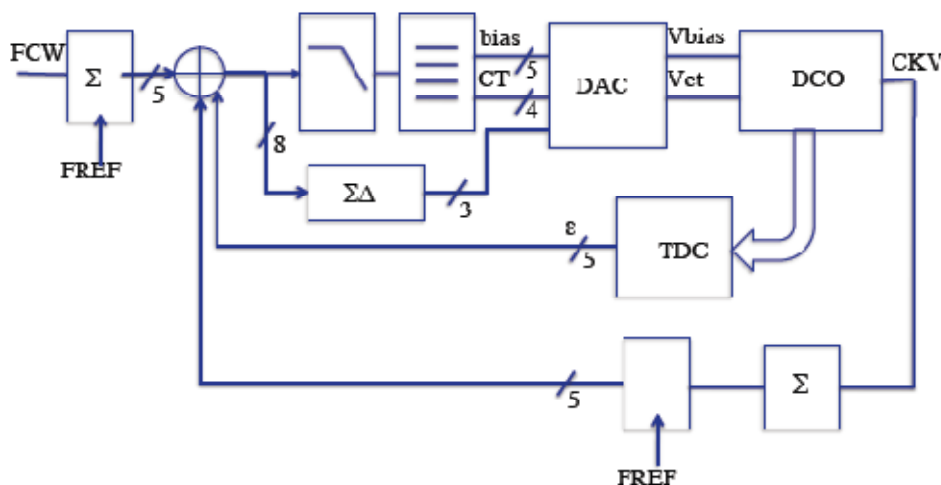 FCW
Σ
5
FREF
8
ΣΔ
3
bias
5
CT
4
DAC
Vbias
Vct
DCO
CKV
TDC
ε
5
5
FREF
Σ